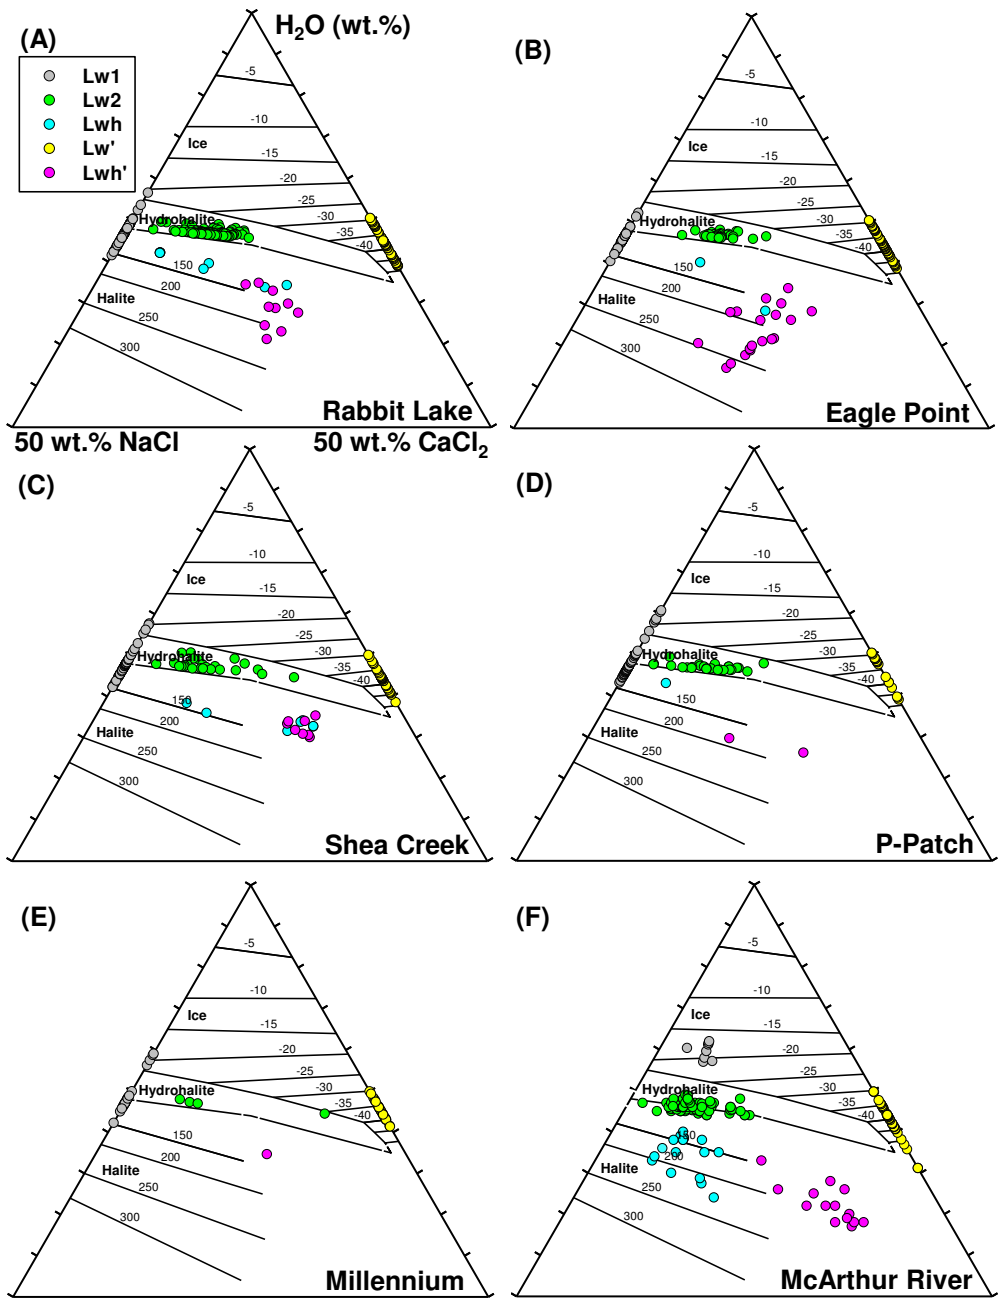 (A)
H₂O (wt.%)
(B)
Lw1
Lw2
Lwh
Lw'
Lwh'
-5
-10
Ice
-15
-20
-25
-30
Hydrohalite
-35
-40
150
200
Halite
250
300
Rabbit Lake
50 wt.% NaCl
50 wt.% CaCl₂
-5
-10
Ice
-15
-20
-25
-30
Hydrohalite
-35
-40
150
200
Halite
250
300
Eagle Point
(C)
-5
-10
Ice
-15
-20
-25
-30
Hydrohalite
-35
-40
150
200
Halite
250
300
Shea Creek
(D)
-5
-10
Ice
-15
-20
-25
-30
Hydrohalite
-35
-40
150
200
Halite
250
300
P-Patch
(E)
-5
-10
Ice
-15
-20
-25
-30
Hydrohalite
-35
-40
150
200
Halite
250
300
Millennium
(F)
-5
-10
Ice
-15
-20
-25
-30
Hydrohalite
-35
-40
150
200
Halite
250
300
McArthur River